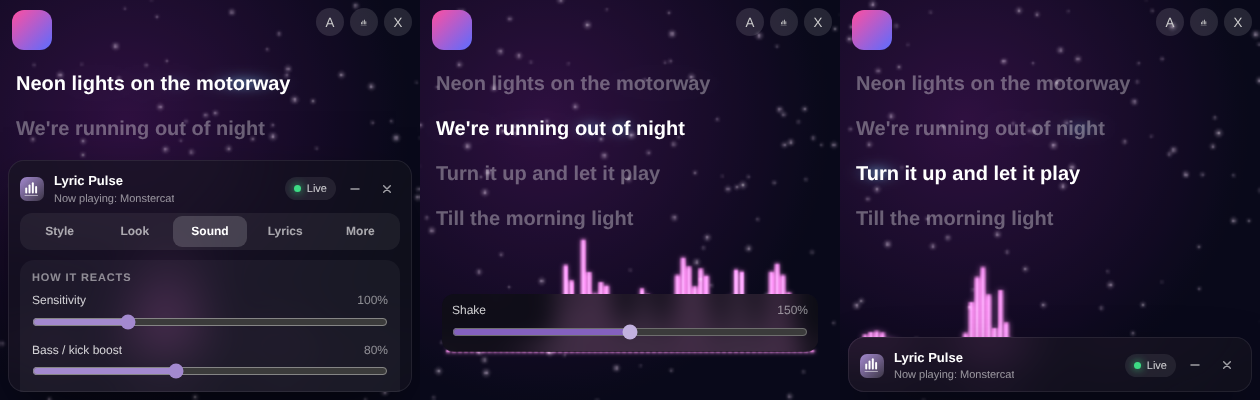 A X
Neon lights on the motorway
We're running out of night
Lyric Pulse
Now playing: Monstercat
Live
Style Look Sound Lyrics More
HOW IT REACTS
Sensitivity 100%
Bass / kick boost 80%
A X
Neon lights on the motorway
We're running out of night
Turn it up and let it play
Till the morning light
Shake 150%
A X
Neon lights on the motorway
We're running out of night
Turn it up and let it play
Till the morning light
Lyric Pulse
Now playing: Monstercat
Live